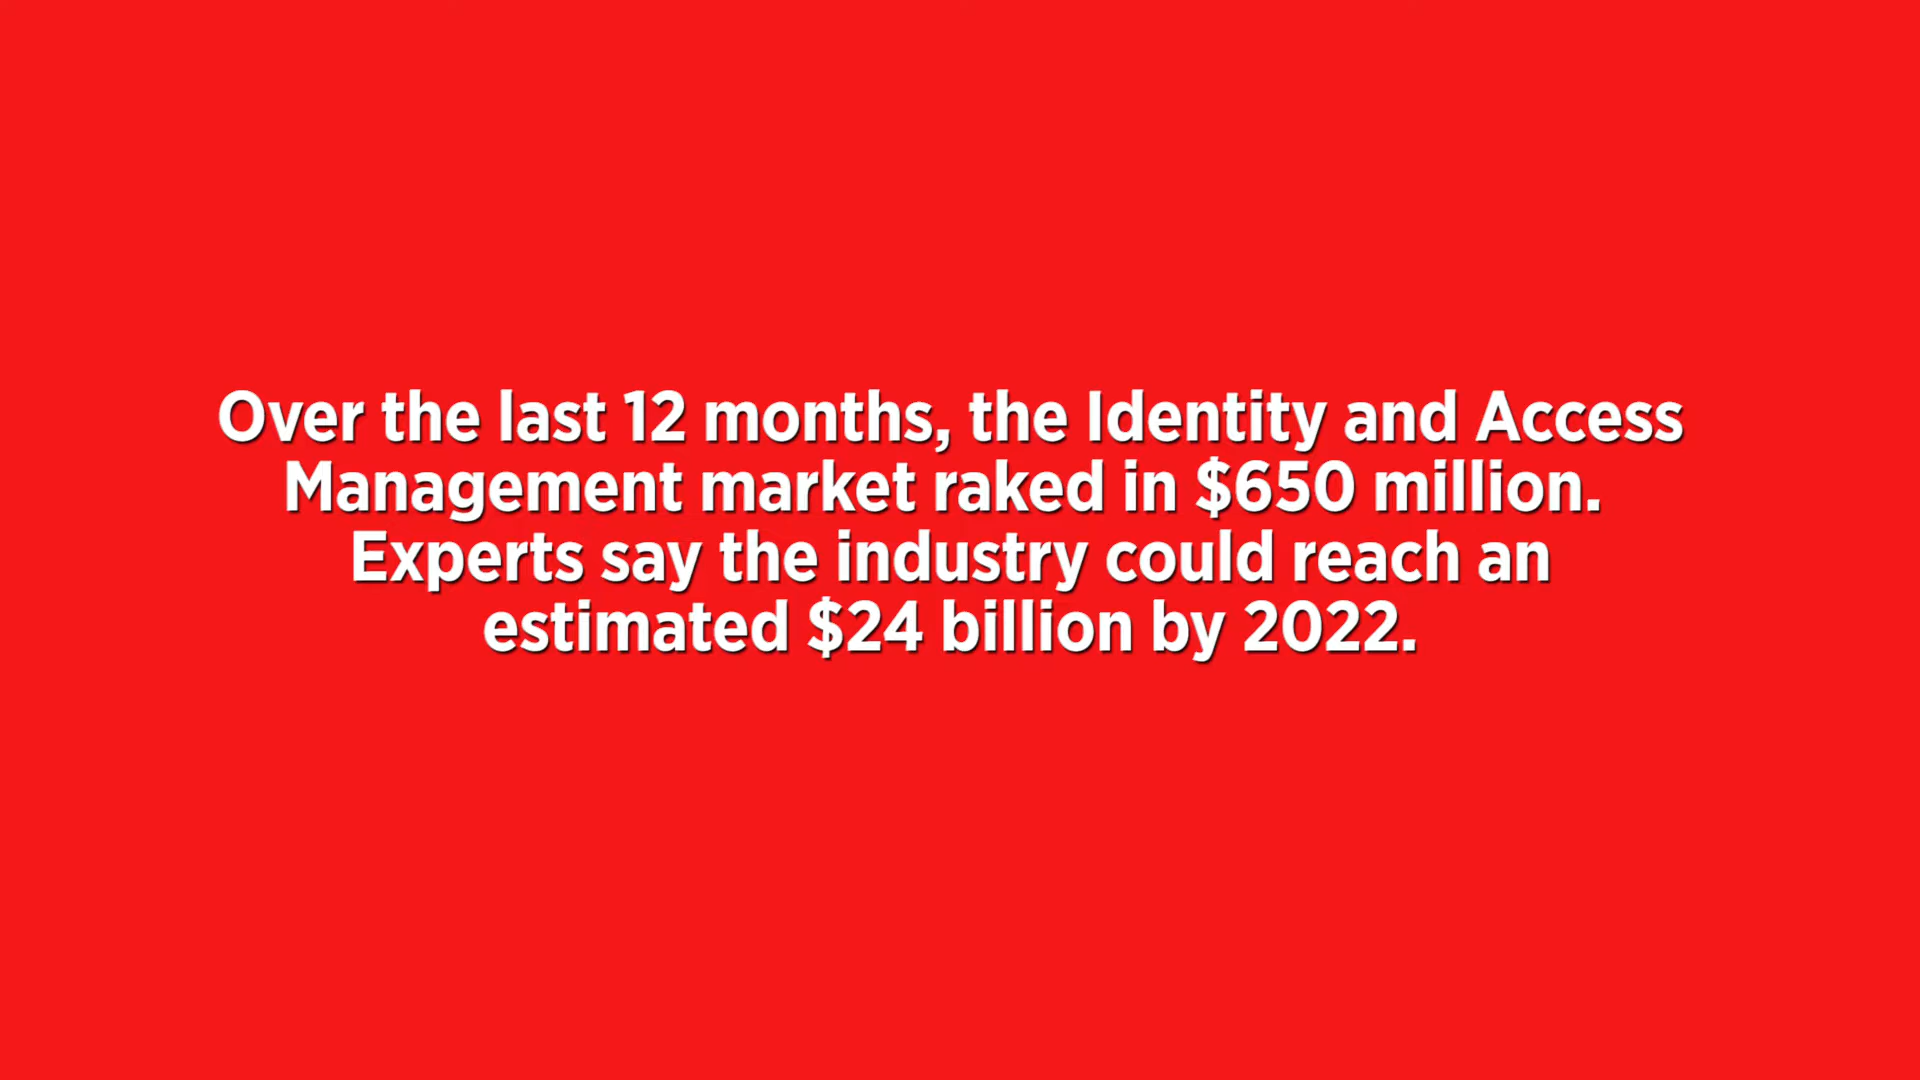 Over the last 12 months, the Identity and Access
Management market raked in $650 million.
Experts say the industry could reach an
estimated $24 billion by 2022.